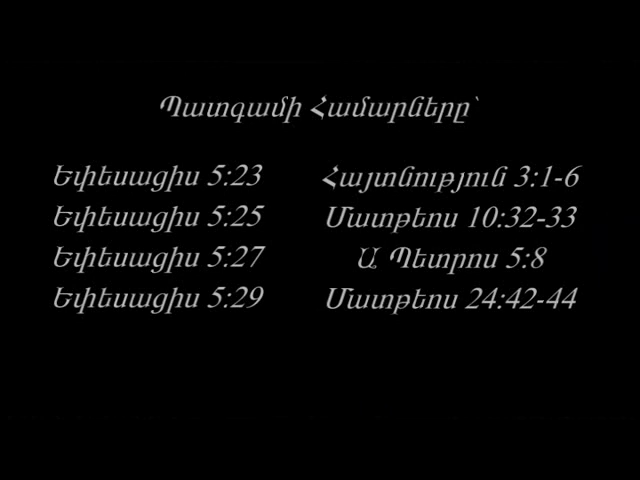 Պատգամի Համարները՝
Եփեսացիս 5:23
Եփեսացիս 5:25
Եփեսացիս 5:27
Եփեսացիս 5:29
Հայտնություն 3:1-6
Մատթեոս 10:32-33
Ա Պետրոս 5:8
Մատթեոս 24:42-44